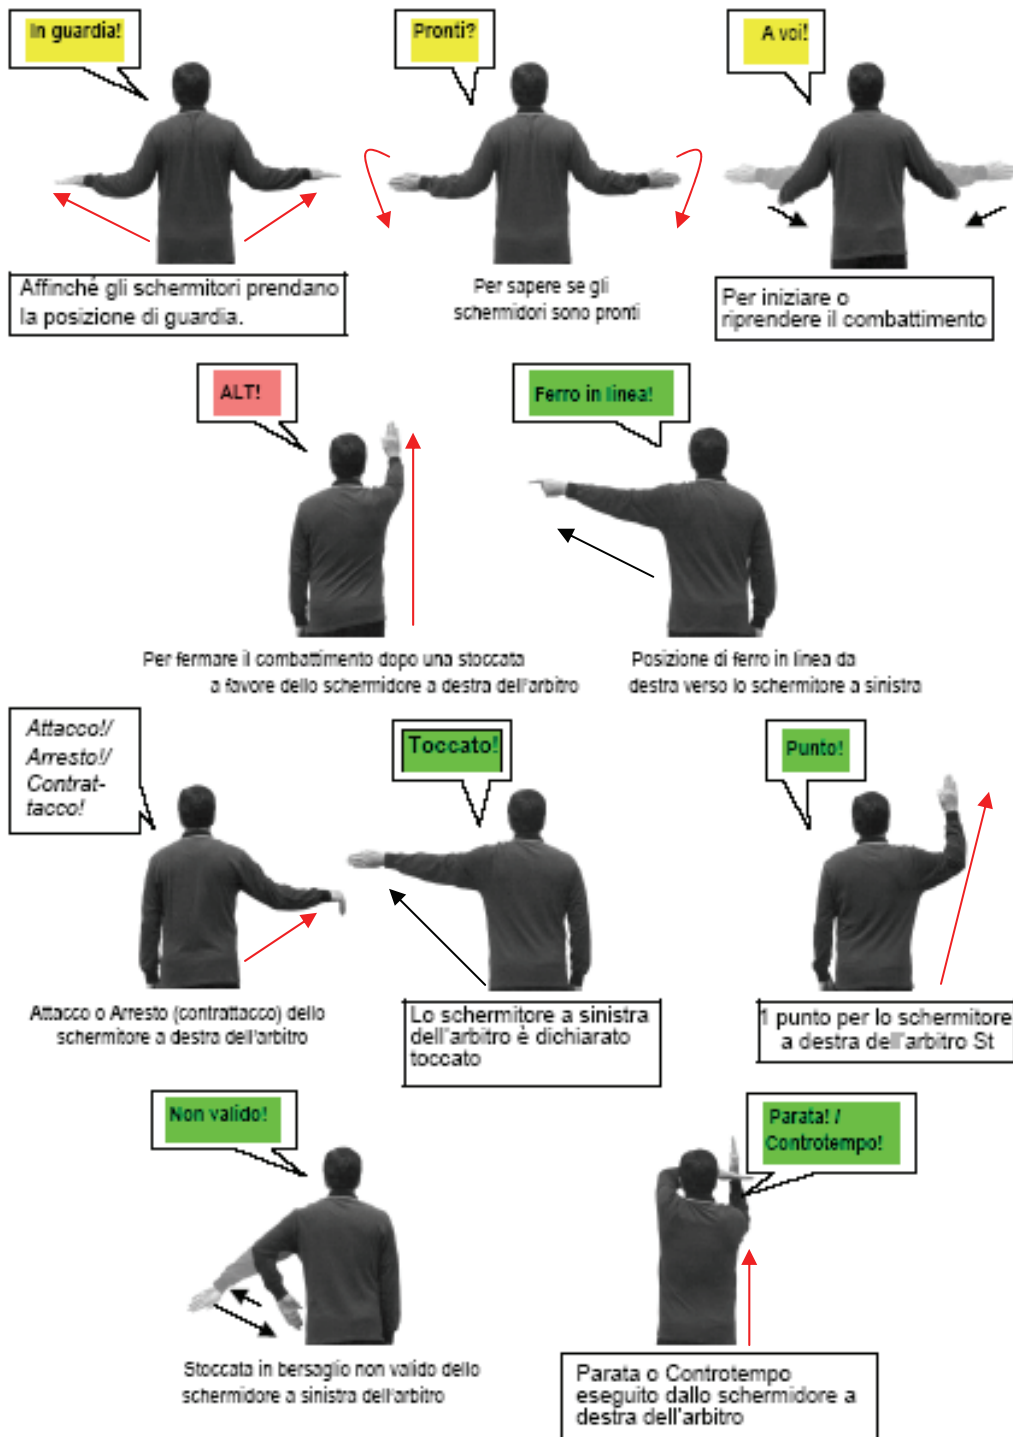 In guardia!
Pronti?
A voi!
Affinché gli schermitori prendano
la posizione di guardia.
Per sapere se gli
schermidori sono pronti
Per iniziare o
riprendere il combattimento
ALT!
Ferro in linea!
Per fermare il combattimento dopo una stoccata
a favore dello schermidore a destra dell'arbitro
Posizione di ferro in linea da
destra verso lo schermitore a sinistra
Attacco!/
Arresto!/
Contrat-
tacco!
Toccato!
Punto!
Attacco o Arresto (contrattacco) dello
schermitore a destra dell'arbitro
Lo schermitore a sinistra
dell'arbitro è dichiarato
toccato
1 punto per lo schermitore
a destra dell'arbitro St
Non valido!
Parata! /
Controtempo!
Stoccata in bersaglio non valido dello
schermidore a sinistra dell'arbitro
Parata o Controtempo
eseguito dallo schermidore a
destra dell'arbitro